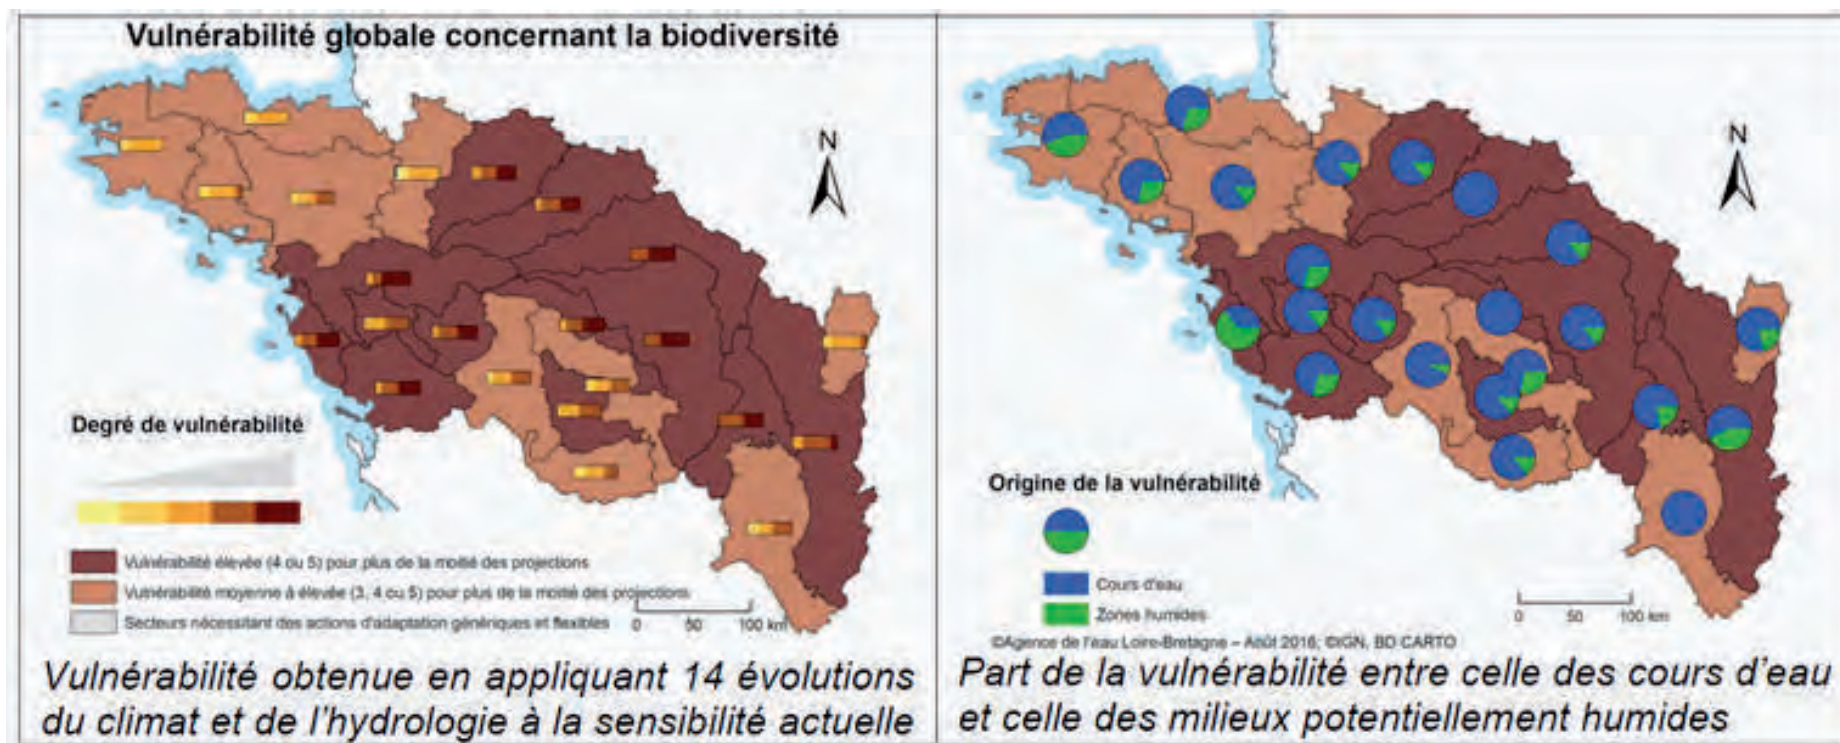 Vulnérabilité globale concernant la biodiversité
N
Degré de vulnérabilité
Vulnérabilité élevée (4 ou 5) pour plus de la moitié des projections
Vulnérabilité moyenne à élevée (3, 4 ou 5) pour plus de la moitié des projections
Secteurs nécessitant des actions d'adaptation génériques et flexibles
0 50 100 km
Vulnérabilité obtenue en appliquant 14 évolutions
du climat et de l'hydrologie à la sensibilité actuelle
N
Origine de la vulnérabilité
Cours d'eau
Zones humides
0 50 100 km
©Agence de l'eau Loire-Bretagne – Août 2016; ©IGN, BD CARTO
Part de la vulnérabilité entre celle des cours d'eau
et celle des milieux potentiellement humides